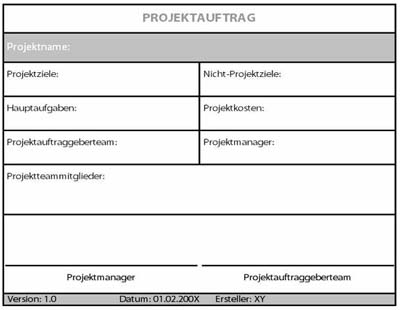 PROJEKTAUFTRAG
Projektname:
Projektziele: Nicht-Projektziele:
Hauptaufgaben: Projektkosten:
Projektauftraggeberteam: Projektmanager:
Projektteammitglieder:
Projektmanager Projektauftraggeberteam
Version: 1.0 Datum: 01.02.200X Ersteller: XY